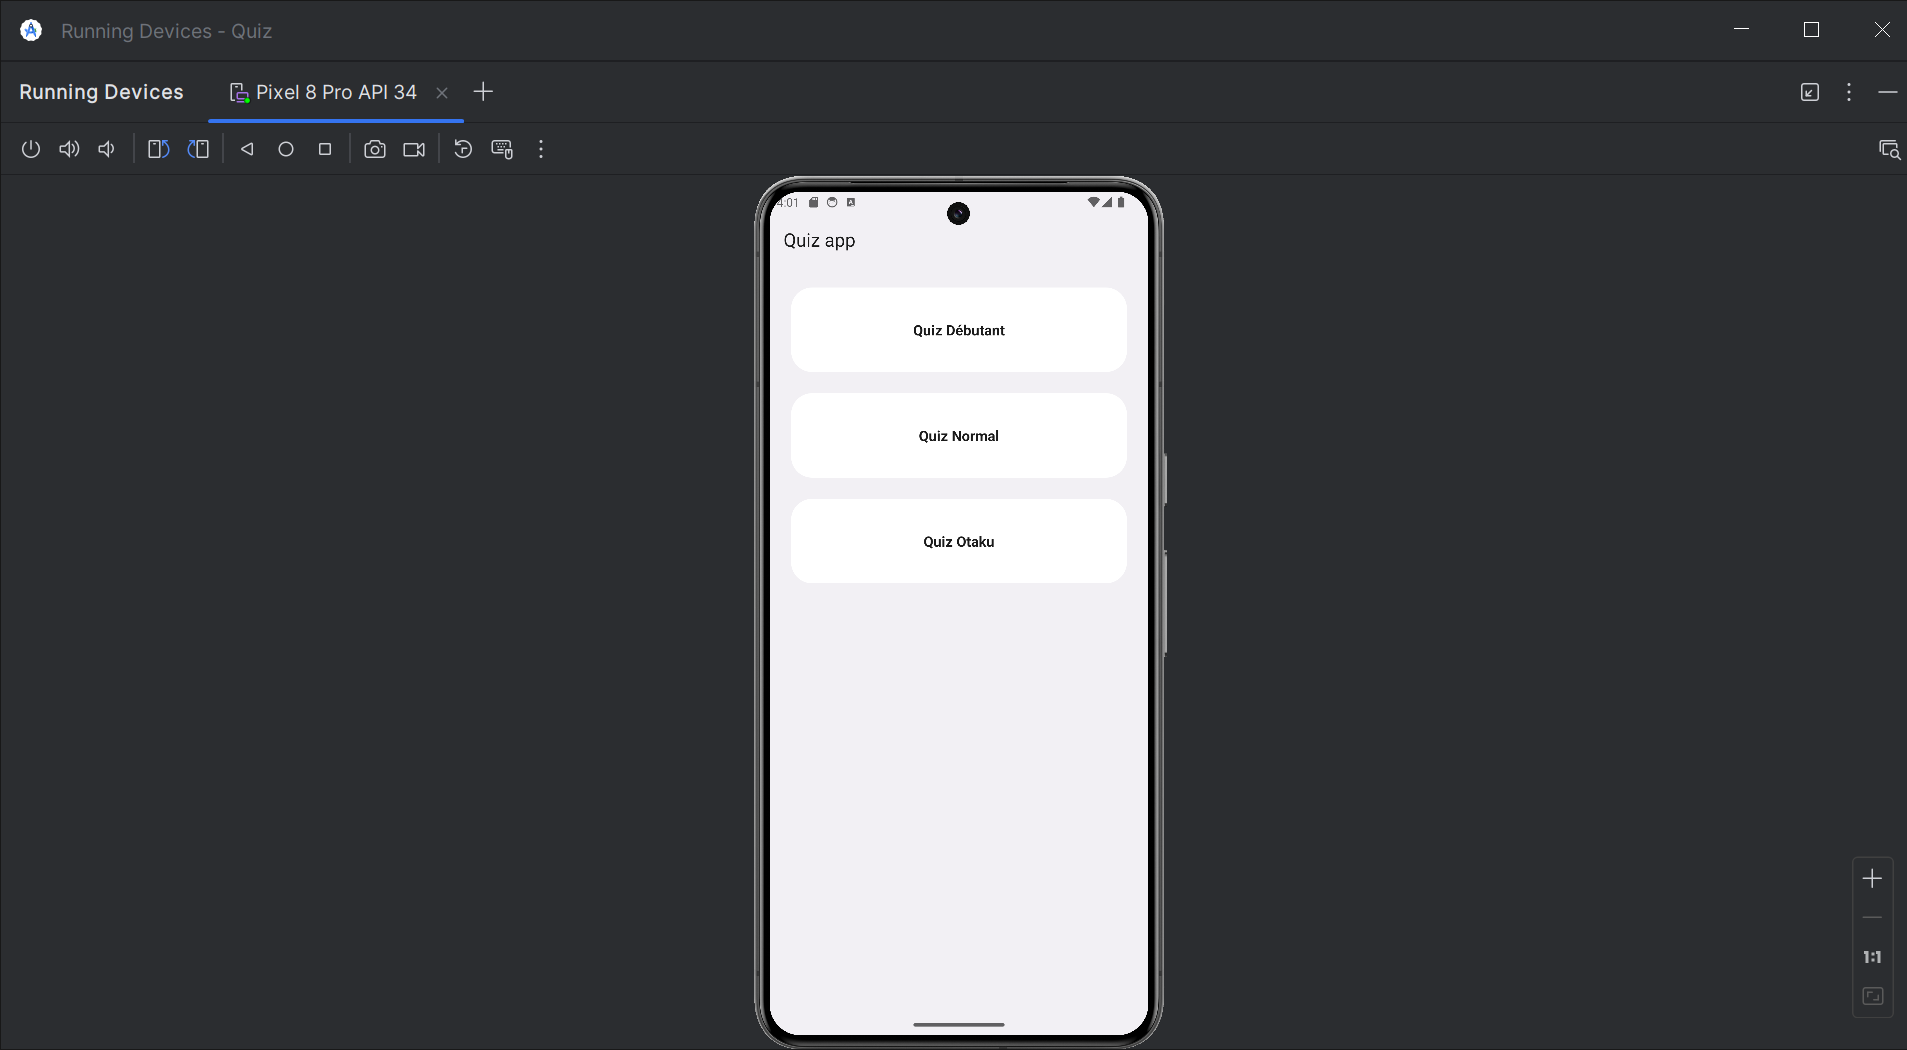 Running Devices - Quiz
Running Devices
Pixel 8 Pro API 34
4:01
Quiz app
Quiz Débutant
Quiz Normal
Quiz Otaku
1:1